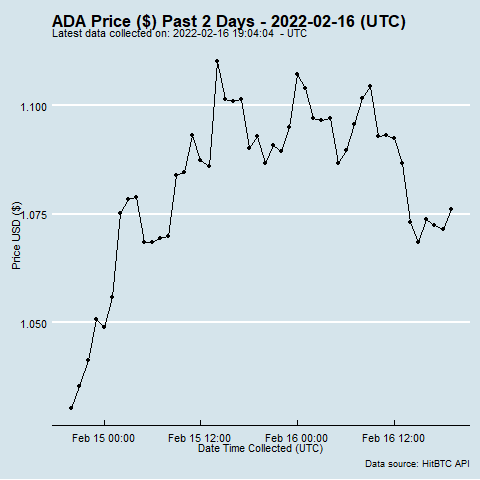 ADA Price ($) Past 2 Days - 2022-02-16 (UTC)
Latest data collected on: 2022-02-16 19:04:04  - UTC
1.100
1.075
1.050
Price USD ($)
Feb 15 00:00
Feb 15 12:00
Feb 16 00:00
Feb 16 12:00
Date Time Collected (UTC)
Data source: HitBTC API